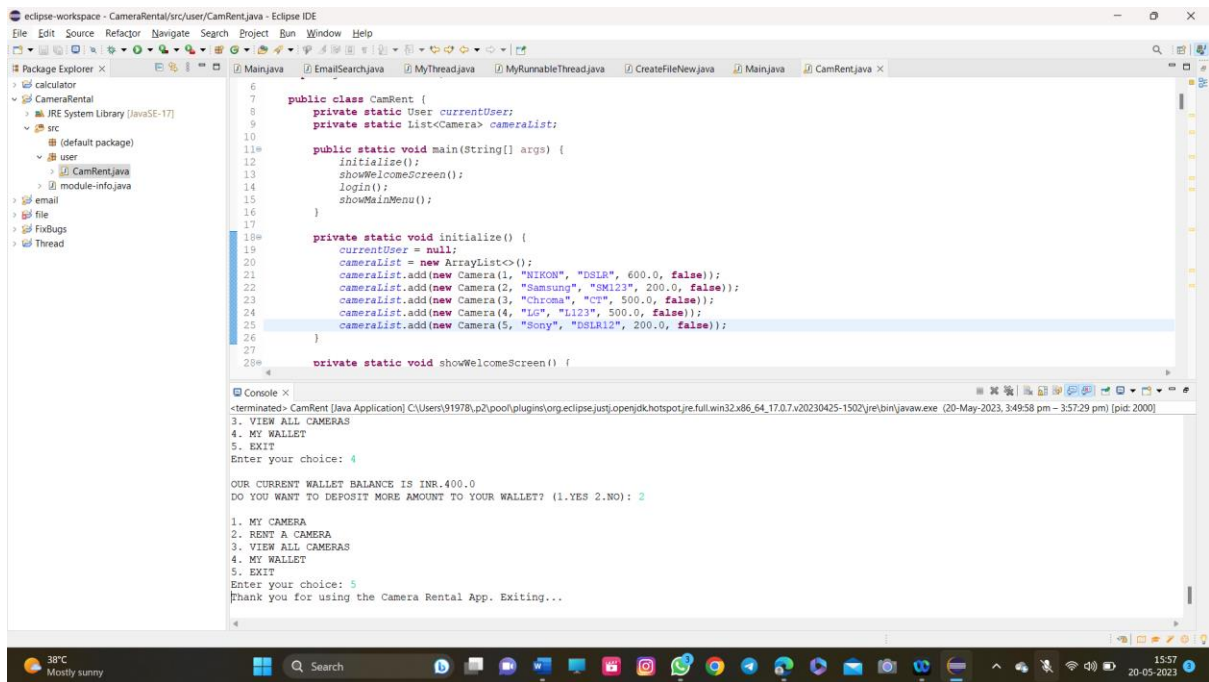 eclipse-workspace - CameraRental/src/user/CamRent.java - Eclipse IDE
File Edit Source Refactor Navigate Search Project Run Window Help
Package Explorer
Main.java EmailSearch.java MyThread.java MyRunnableThread.java CreateFileNew.java Main.java CamRent.java
calculator
CameraRental
JRE System Library [JavaSE-17]
src
(default package)
user
CamRent.java
module-info.java
email
file
FixBugs
Thread
6
7 public class CamRent {
8 private static User currentUser;
9 private static List<Camera> cameraList;
10
11 public static void main(String[] args) {
12 initialize();
13 showWelcomeScreen();
14 login();
15 showMainMenu();
16 }
17
18 private static void initialize() {
19 currentUser = null;
20 cameraList = new ArrayList<>();
21 cameraList.add(new Camera(1, "NIKON", "DSLR", 600.0, false));
22 cameraList.add(new Camera(2, "Samsung", "SM123", 200.0, false));
23 cameraList.add(new Camera(3, "Chroma", "CT", 500.0, false));
24 cameraList.add(new Camera(4, "LG", "L123", 500.0, false));
25 cameraList.add(new Camera(5, "Sony", "DSLR12", 200.0, false));
26 }
27
28 private static void showWelcomeScreen() {
Console
<terminated> CamRent [Java Application] C:\Users\91978\.p2\pool\plugins\org.eclipse.justj.openjdk.hotspot.jre.full.win32.x86_64_17.0.7.v20230425-1502\jre\bin\javaw.exe (20-May-2023, 3:49:58 pm – 3:57:29 pm) [pid: 2000]
3. VIEW ALL CAMERAS
4. MY WALLET
5. EXIT
Enter your choice: 4
OUR CURRENT WALLET BALANCE IS INR.400.0
DO YOU WANT TO DEPOSIT MORE AMOUNT TO YOUR WALLET? (1.YES 2.NO): 2
1. MY CAMERA
2. RENT A CAMERA
3. VIEW ALL CAMERAS
4. MY WALLET
5. EXIT
Enter your choice: 5
Thank you for using the Camera Rental App. Exiting...
38°C
Mostly sunny
Search
15:57
20-05-2023
3